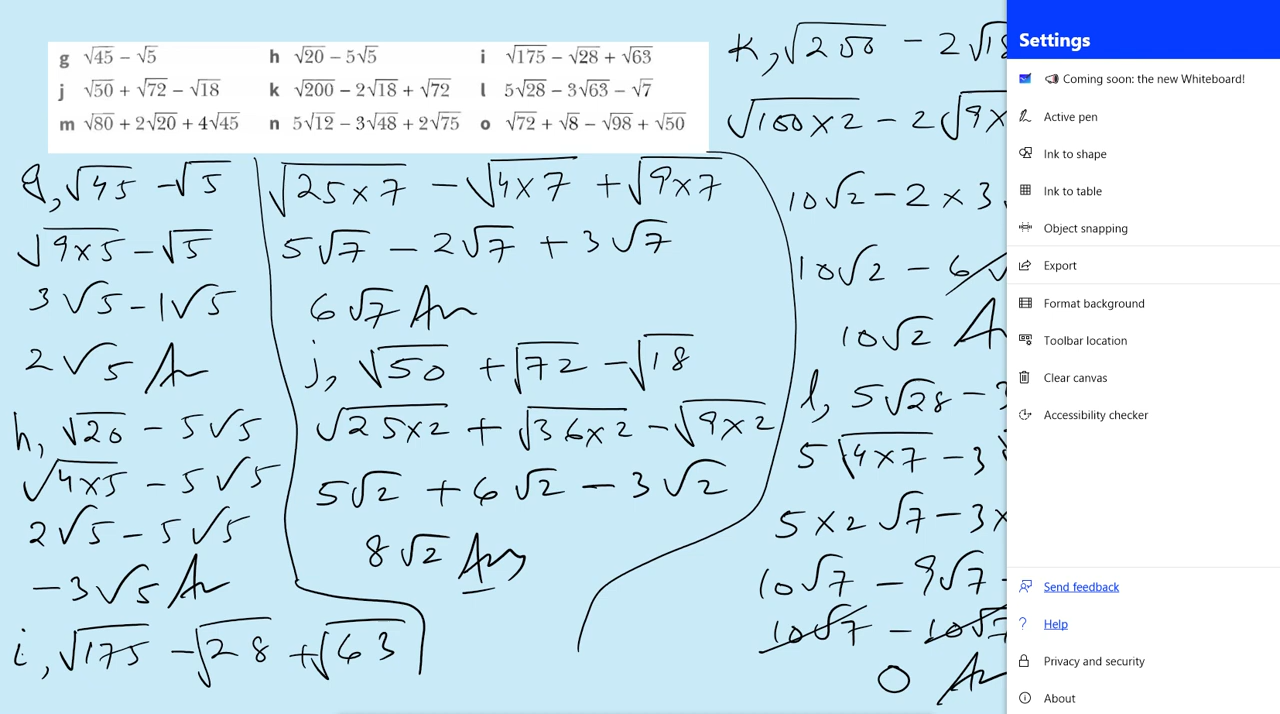 g √45 − √5 h √20 − 5√5 i √175 − √28 + √63
j √50 + √72 − √18 k √200 − 2√18 + √72 l 5√28 − 3√63 − √7
m √80 + 2√20 + 4√45 n 5√12 − 3√48 + 2√75 o √72 + √8 − √98 + √50
g, √45 − √5
√9×5 − √5
3√5 − 1√5
2√5 An
h, √20 − 5√5
√4×5 − 5√5
2√5 − 5√5
−3√5 An
i, √175 − √28 + √63
√25×7 − √4×7 + √9×7
5√7 − 2√7 + 3√7
6√7 An
j, √50 + √72 − √18
√25×2 + √36×2 − √9×2
5√2 + 6√2 − 3√2
8√2 Ans
K, √200 − 2√18
√100×2 − 2√9×
10√2 − 2 × 3
10√2 − 6√
10√2 A
l, 5√28 − 3
5√4×7 − 3√
5×2√7 − 3×
10√7 − 9√7 −
10√7 − 10√7
0 An
Settings
Coming soon: the new Whiteboard!
Active pen
Ink to shape
Ink to table
Object snapping
Export
Format background
Toolbar location
Clear canvas
Accessibility checker
Send feedback
Help
Privacy and security
About